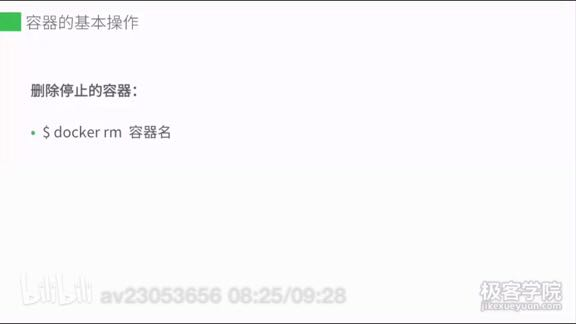 容器的基本操作
删除停止的容器：
• $ docker rm 容器名
bilibili av23053656 08:25/09:28
极客学院
jikexueyuan.com